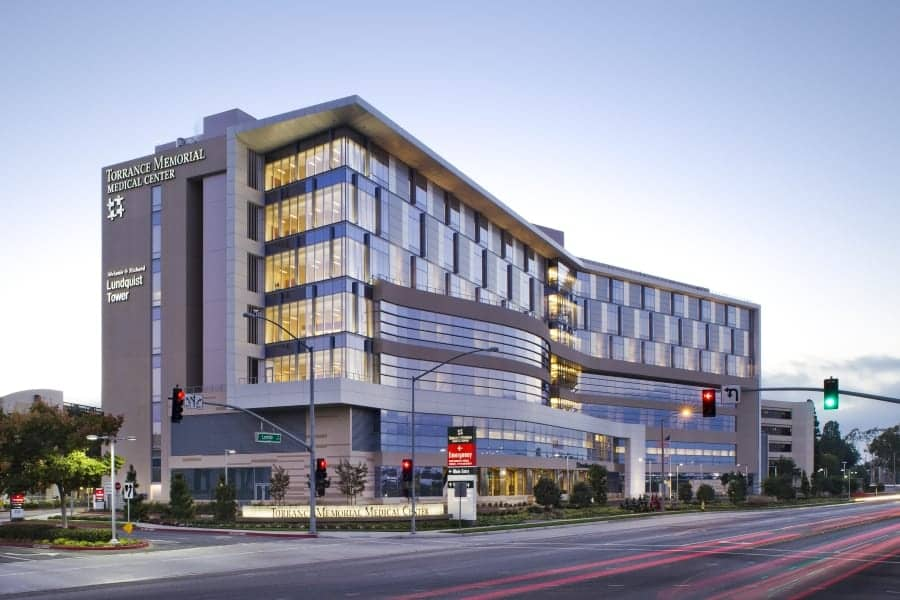 TORRANCE MEMORIAL
MEDICAL CENTER
Melanie & Richard
Lundquist
Tower
Emergency
TORRANCE MEMORIAL MEDICAL CENTER